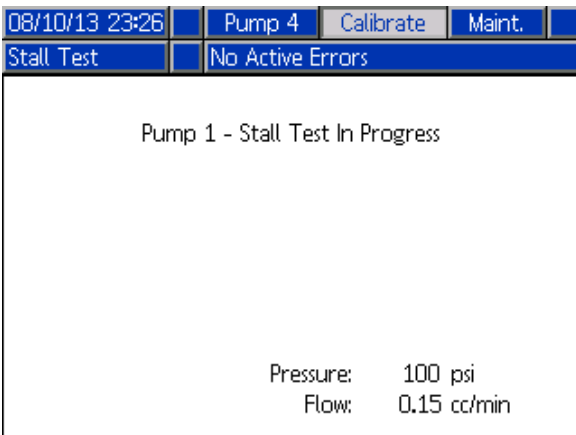 08/10/13 23:26 Pump 4 Calibrate Maint.
Stall Test No Active Errors
Pump 1 - Stall Test In Progress
Pressure: 100 psi
Flow: 0.15 cc/min